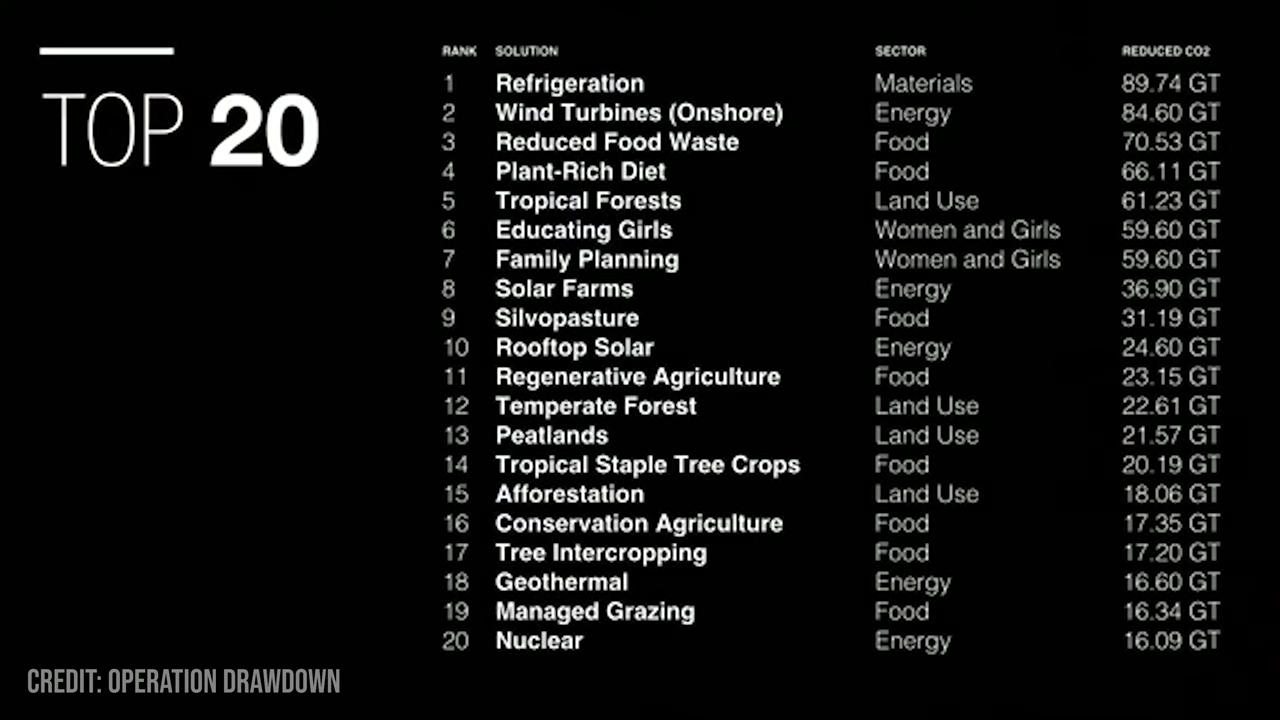 TOP 20
RANK SOLUTION SECTOR REDUCED CO2
1 Refrigeration Materials 89.74 GT
2 Wind Turbines (Onshore) Energy 84.60 GT
3 Reduced Food Waste Food 70.53 GT
4 Plant-Rich Diet Food 66.11 GT
5 Tropical Forests Land Use 61.23 GT
6 Educating Girls Women and Girls 59.60 GT
7 Family Planning Women and Girls 59.60 GT
8 Solar Farms Energy 36.90 GT
9 Silvopasture Food 31.19 GT
10 Rooftop Solar Energy 24.60 GT
11 Regenerative Agriculture Food 23.15 GT
12 Temperate Forest Land Use 22.61 GT
13 Peatlands Land Use 21.57 GT
14 Tropical Staple Tree Crops Food 20.19 GT
15 Afforestation Land Use 18.06 GT
16 Conservation Agriculture Food 17.35 GT
17 Tree Intercropping Food 17.20 GT
18 Geothermal Energy 16.60 GT
19 Managed Grazing Food 16.34 GT
20 Nuclear Energy 16.09 GT
CREDIT: OPERATION DRAWDOWN